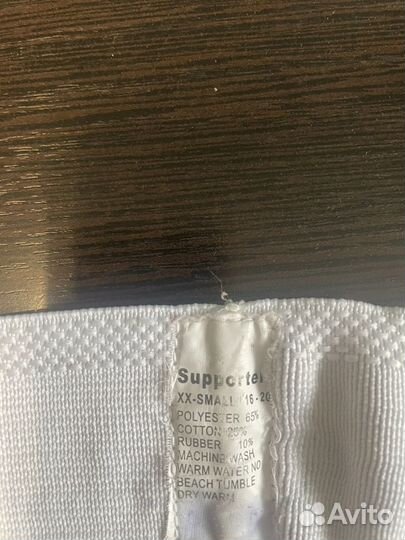 Supporter
XX-SMALL 16-20
POLYESTER 65%
COTTON 25%
RUBBER 10%
MACHINE WASH
WARM WATER NO
BEACH TUMBLE
DRY WARM
Avito